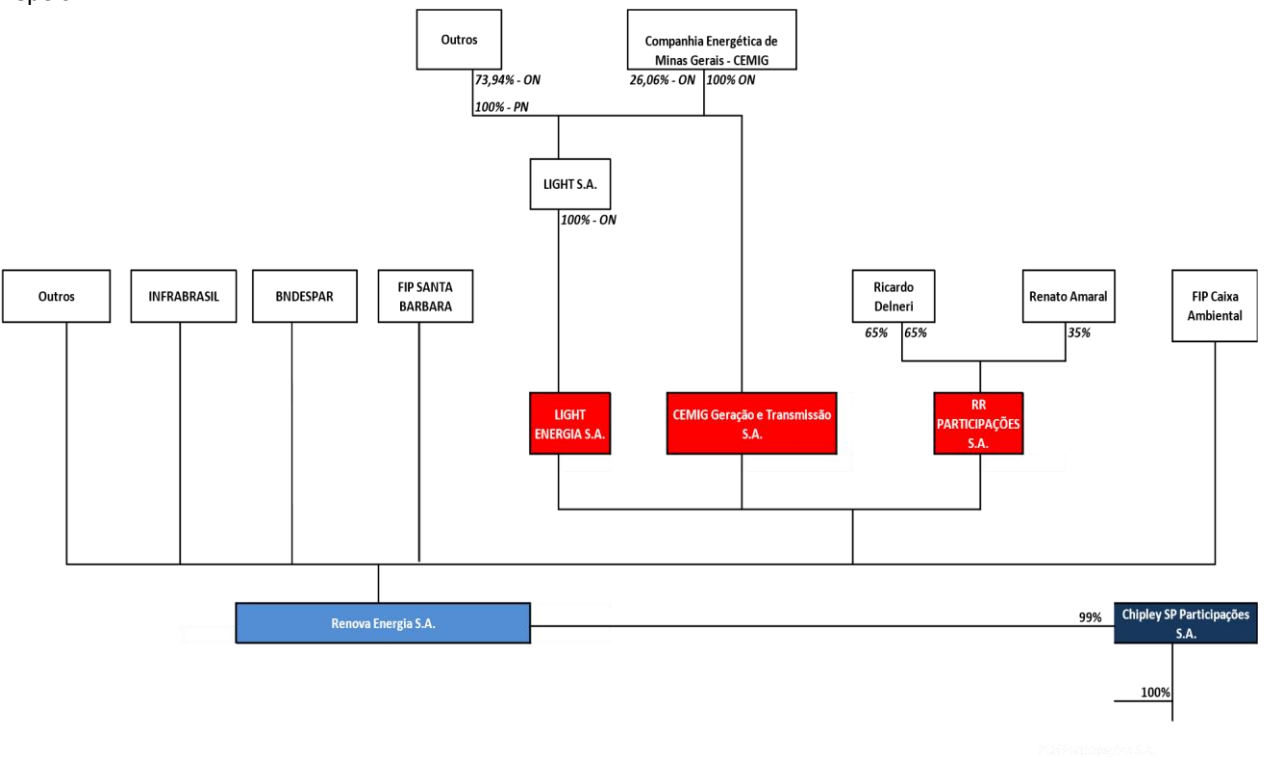 Outros
Companhia Energética de
Minas Gerais - CEMIG
73,94% - ON
26,06% - ON
100% ON
100% - PN
LIGHT S.A.
100% - ON
Outros
INFRABRASIL
BNDESPAR
FIP SANTA
BARBARA
Ricardo
Delneri
Renato Amaral
FIP Caixa
Ambiental
65%
65%
35%
LIGHT
ENERGIA S.A.
CEMIG Geração e Transmissão
S.A.
RR
PARTICIPAÇÕES
S.A.
Renova Energia S.A.
99%
Chipley SP Participações
S.A.
100%